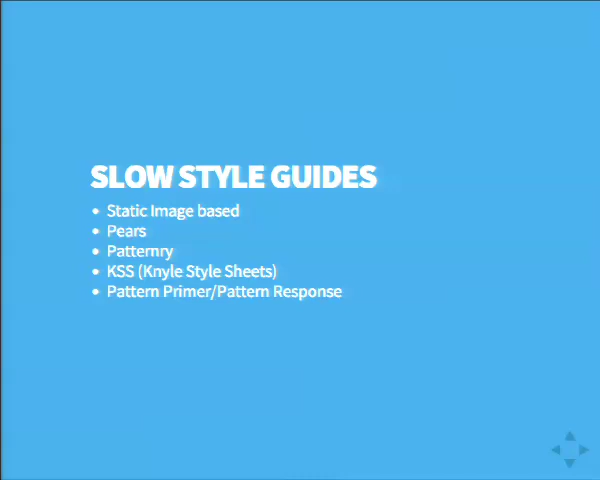 SLOW STYLE GUIDES
• Static Image based
• Pears
• Patternry
• KSS (Knyle Style Sheets)
• Pattern Primer/Pattern Response